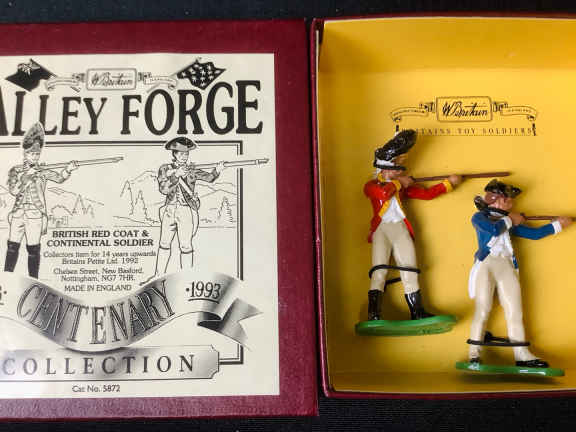 W Britain
ALLEY FORGE
BRITISH RED COAT &
CONTINENTAL SOLDIER
Collectors item for 14 years upwards
Britains Petite Ltd. 1992
Chelsea Street, New Basford,
Nottingham, NG7 7HR.
MADE IN ENGLAND
CENTENARY
·1993
COLLECTION
Cat No. 5872
W Britain
TAINS TOY SOLDIERS